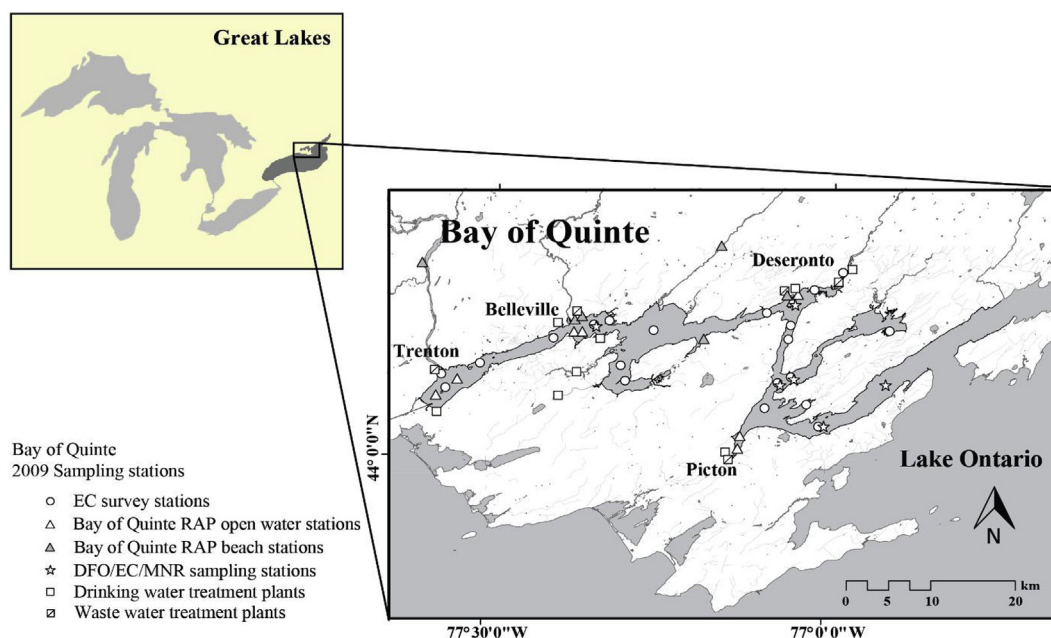 Great Lakes
Bay of Quinte
Deseronto
Belleville
Trenton
Picton
Lake Ontario
44°0'0"N
N
km
0 5 10 20
77°30'0"W
77°0'0"W
Bay of Quinte
2009 Sampling stations
EC survey stations
Bay of Quinte RAP open water stations
Bay of Quinte RAP beach stations
DFO/EC/MNR sampling stations
Drinking water treatment plants
Waste water treatment plants